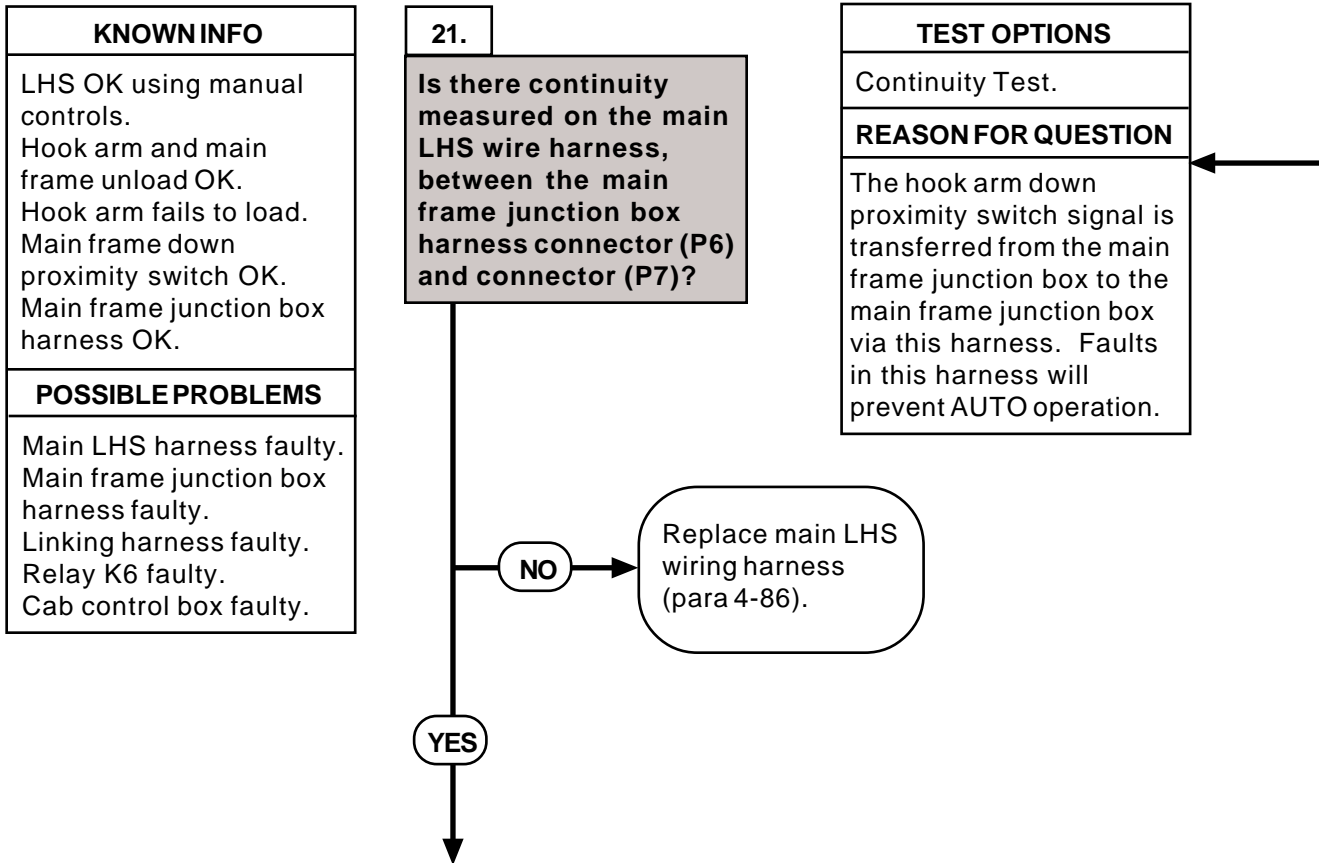 KNOWN INFO
LHS OK using manual
controls.
Hook arm and main
frame unload OK.
Hook arm fails to load.
Main frame down
proximity switch OK.
Main frame junction box
harness OK.
POSSIBLE PROBLEMS
Main LHS harness faulty.
Main frame junction box
harness faulty.
Linking harness faulty.
Relay K6 faulty.
Cab control box faulty.
21.
Is there continuity
measured on the main
LHS wire harness,
between the main
frame junction box
harness connector (P6)
and connector (P7)?
NO
Replace main LHS
wiring harness
(para 4-86).
YES
TEST OPTIONS
Continuity Test.
REASON FOR QUESTION
The hook arm down
proximity switch signal is
transferred from the main
frame junction box to the
main frame junction box
via this harness. Faults
in this harness will
prevent AUTO operation.